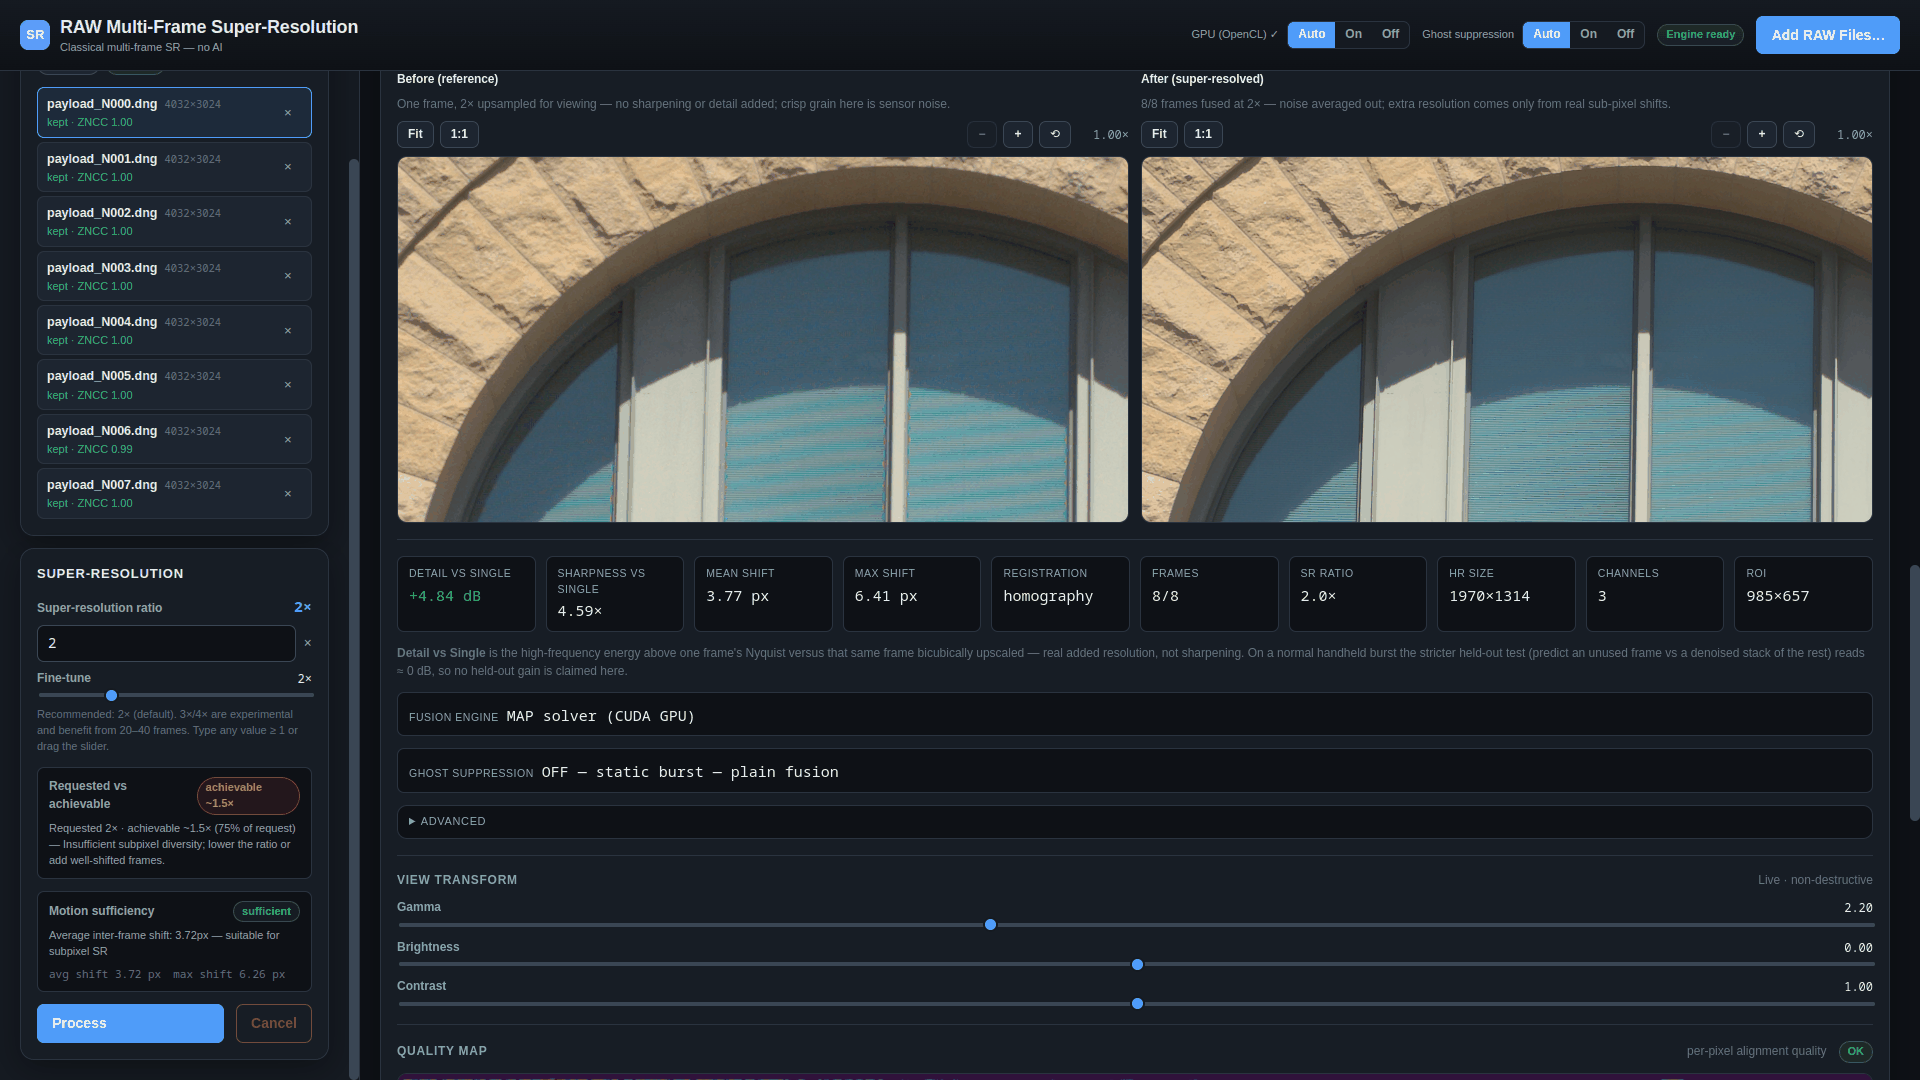 SR
RAW Multi-Frame Super-Resolution
Classical multi-frame SR — no AI
GPU (OpenCL) ✓ Auto On Off Ghost suppression Auto On Off Engine ready Add RAW Files...
payload_N000.dng 4032×3024 ×
kept · ZNCC 1.00
payload_N001.dng 4032×3024 ×
kept · ZNCC 1.00
payload_N002.dng 4032×3024 ×
kept · ZNCC 1.00
payload_N003.dng 4032×3024 ×
kept · ZNCC 1.00
payload_N004.dng 4032×3024 ×
kept · ZNCC 1.00
payload_N005.dng 4032×3024 ×
kept · ZNCC 1.00
payload_N006.dng 4032×3024 ×
kept · ZNCC 0.99
payload_N007.dng 4032×3024 ×
kept · ZNCC 1.00
SUPER-RESOLUTION
Super-resolution ratio 2×
2 ×
Fine-tune 2×
Recommended: 2× (default). 3×/4× are experimental
and benefit from 20–40 frames. Type any value ≥ 1 or
drag the slider.
Requested vs
achievable
achievable
~1.5×
Requested 2× · achievable ~1.5× (75% of request)
— Insufficient subpixel diversity; lower the ratio or
add well-shifted frames.
Motion sufficiency sufficient
Average inter-frame shift: 3.72px — suitable for
subpixel SR
avg shift 3.72 px max shift 6.26 px
Process Cancel
Before (reference)
One frame, 2× upsampled for viewing — no sharpening or detail added; crisp grain here is sensor noise.
Fit 1:1 − + ⟲ 1.00×
After (super-resolved)
8/8 frames fused at 2× — noise averaged out; extra resolution comes only from real sub-pixel shifts.
Fit 1:1 − + ⟲ 1.00×
DETAIL VS SINGLE
+4.84 dB
SHARPNESS VS
SINGLE
4.59×
MEAN SHIFT
3.77 px
MAX SHIFT
6.41 px
REGISTRATION
homography
FRAMES
8/8
SR RATIO
2.0×
HR SIZE
1970×1314
CHANNELS
3
ROI
985×657
Detail vs Single is the high-frequency energy above one frame's Nyquist versus that same frame bicubically upscaled — real added resolution, not sharpening. On a normal handheld burst the stricter held-out test (predict an unused frame vs a denoised stack of the rest) reads
≈ 0 dB, so no held-out gain is claimed here.
FUSION ENGINE MAP solver (CUDA GPU)
GHOST SUPPRESSION OFF — static burst — plain fusion
▶ ADVANCED
VIEW TRANSFORM Live · non-destructive
Gamma 2.20
Brightness 0.00
Contrast 1.00
QUALITY MAP per-pixel alignment quality OK